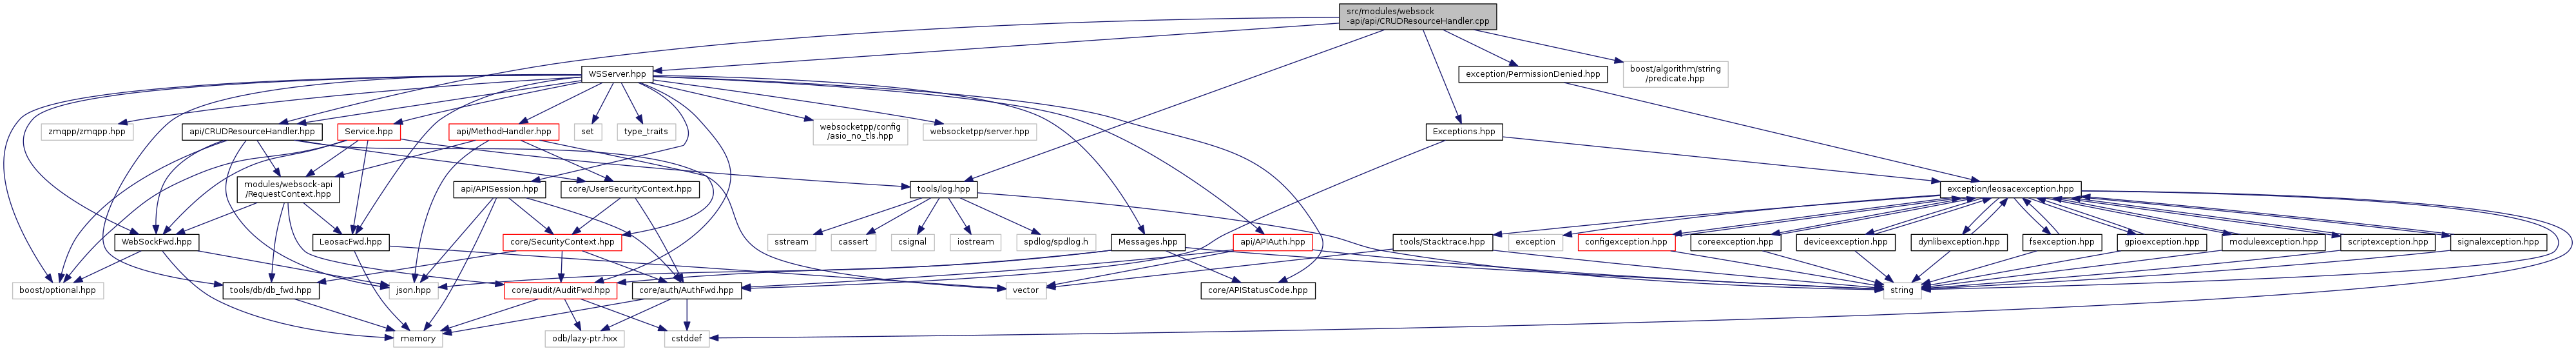 src/modules/websock
-api/api/CRUDResourceHandler.cpp
WSServer.hpp
exception/PermissionDenied.hpp
boost/algorithm/string
/predicate.hpp
zmqpp/zmqpp.hpp
api/CRUDResourceHandler.hpp
Service.hpp
api/MethodHandler.hpp
set
type_traits
websocketpp/config
/asio_no_tls.hpp
websocketpp/server.hpp
Exceptions.hpp
modules/websock-api
/RequestContext.hpp
api/APISession.hpp
core/UserSecurityContext.hpp
tools/log.hpp
exception/leosacexception.hpp
WebSockFwd.hpp
LeosacFwd.hpp
core/SecurityContext.hpp
sstream
cassert
csignal
iostream
spdlog/spdlog.h
Messages.hpp
api/APIAuth.hpp
tools/Stacktrace.hpp
exception
configexception.hpp
coreexception.hpp
deviceexception.hpp
dynlibexception.hpp
fsexception.hpp
gpioexception.hpp
moduleexception.hpp
scriptexception.hpp
signalexception.hpp
boost/optional.hpp
tools/db/db_fwd.hpp
json.hpp
core/audit/AuditFwd.hpp
core/auth/AuthFwd.hpp
vector
core/APIStatusCode.hpp
string
memory
odb/lazy-ptr.hxx
cstddef